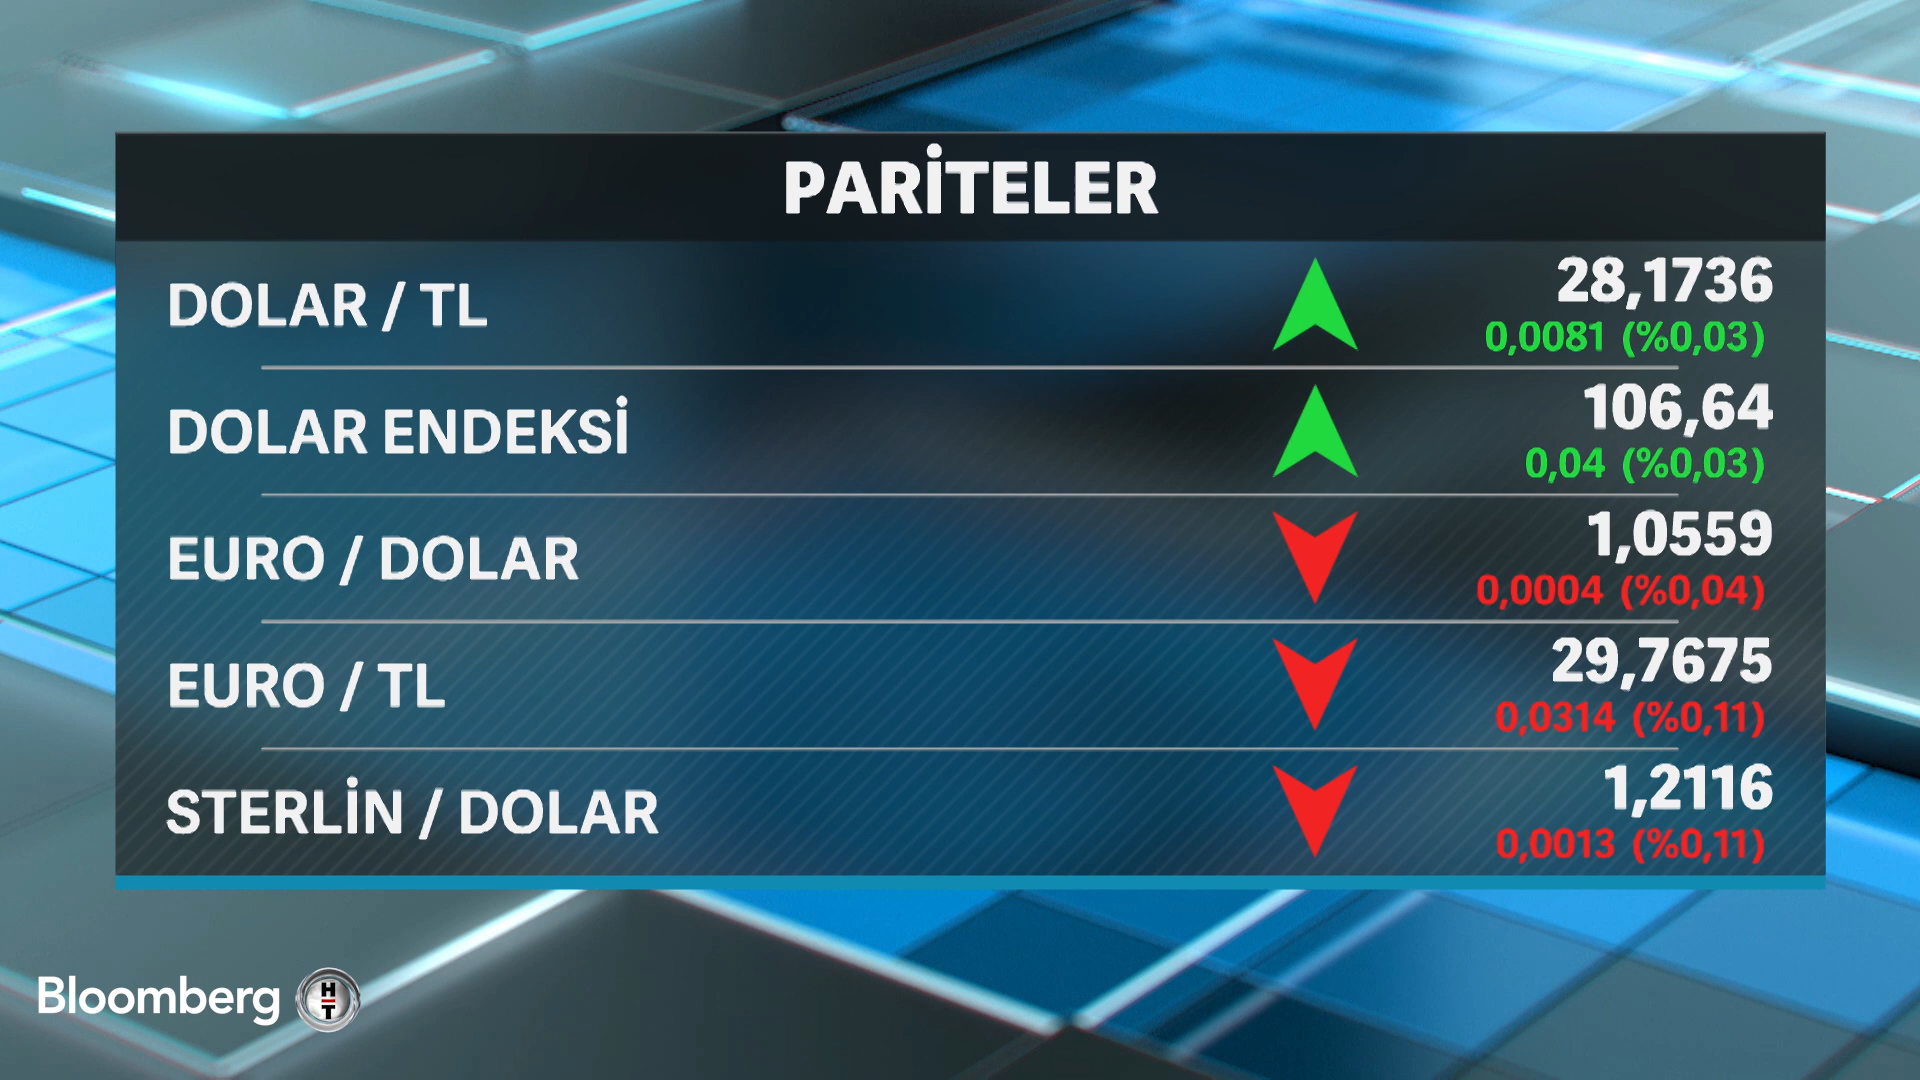 PARİTELER
DOLAR / TL
28,1736
0,0081 (%0,03)
DOLAR ENDEKSİ
106,64
0,04 (%0,03)
EURO / DOLAR
1,0559
0,0004 (%0,04)
EURO / TL
29,7675
0,0314 (%0,11)
STERLİN / DOLAR
1,2116
0,0013 (%0,11)
Bloomberg HT